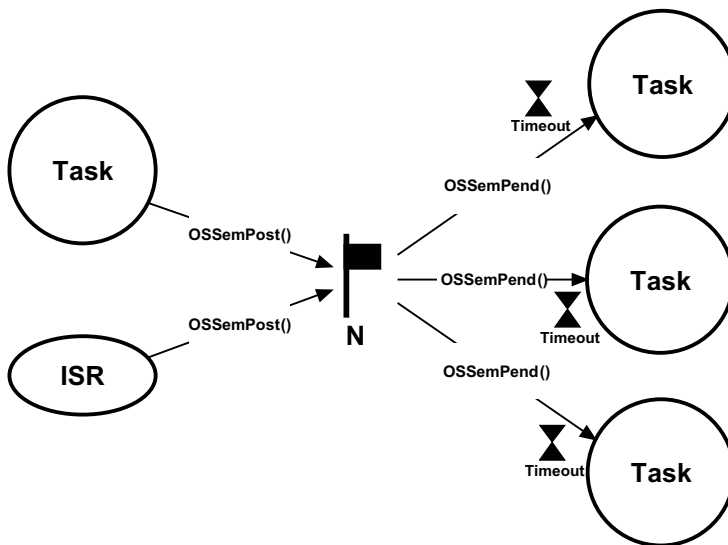 Task
Timeout
Task
OSSemPend()
OSSemPost()
OSSemPend()
Task
OSSemPost()
N
Timeout
ISR
OSSemPend()
Timeout
Task